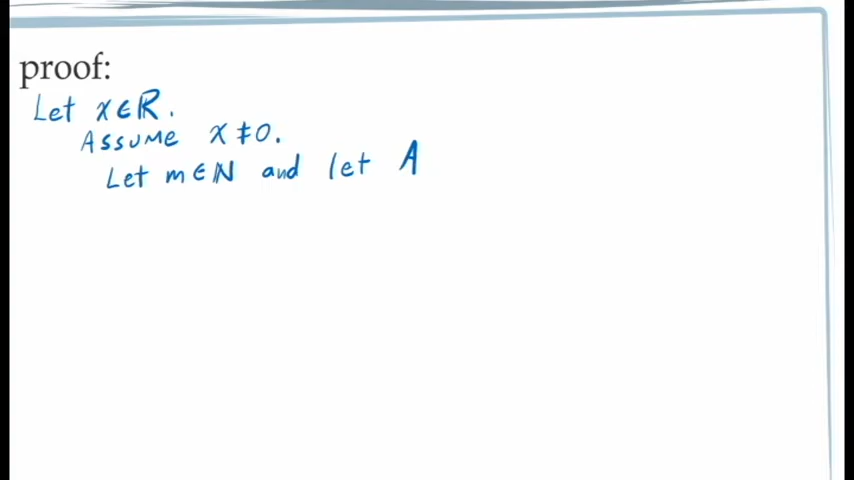 proof:
Let x∈ℝ.
Assume x≠0.
Let m∈ℕ and let A